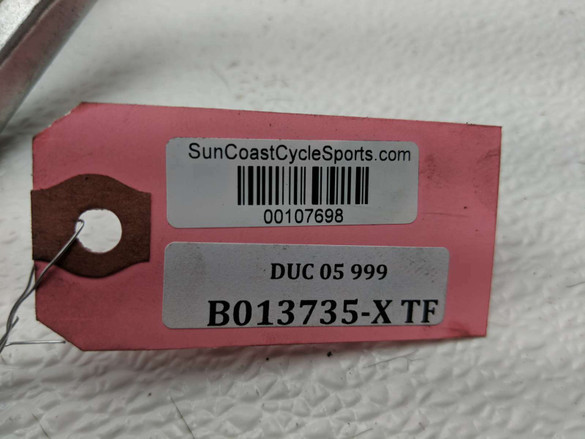 SunCoastCycleSports.com
00107698
DUC 05 999
B013735-X TF